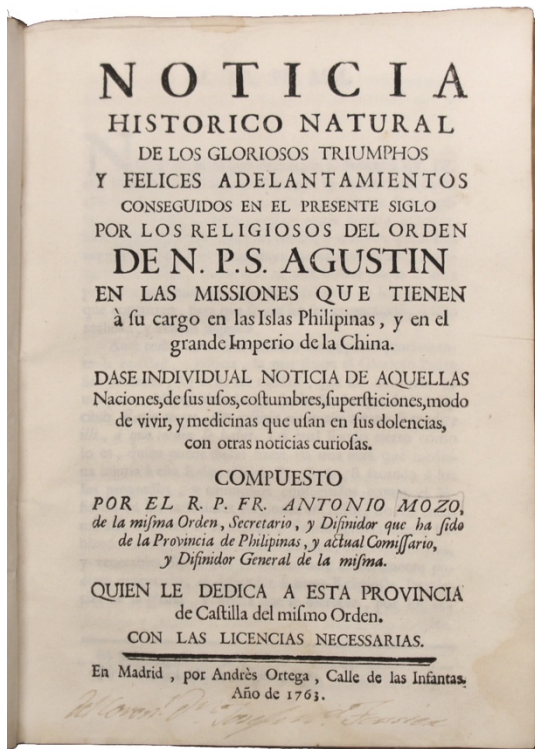 NOTICIA
HISTORICO NATURAL
DE LOS GLORIOSOS TRIUMPHOS
Y FELICES ADELANTAMIENTOS
CONSEGUIDOS EN EL PRESENTE SIGLO
POR LOS RELIGIOSOS DEL ORDEN
DE N. P. S. AGUSTIN
EN LAS MISSIONES QUE TIENEN
à ſu cargo en las Islas Philipinas, y en el
grande Imperio de la China.
DASE INDIVIDUAL NOTICIA DE AQUELLAS
Naciones, de ſus uſos, coſtumbres, ſuperſticiones, modo
de vivir, y medicinas que uſan en ſus dolencias,
con otras noticias curioſas.
COMPUESTO
POR EL R. P. FR. ANTONIO MOZO,
de la miſma Orden, Secretario, y Difinidor que ha ſido
de la Provincia de Philipinas, y actual Comiſſario,
y Difinidor General de la miſma.
QUIEN LE DEDICA A ESTA PROVINCIA
de Caſtilla del miſmo Orden.
CON LAS LICENCIAS NECESSARIAS.
En Madrid, por Andrès Ortega, Calle de las Infantas.
Año de 1763.